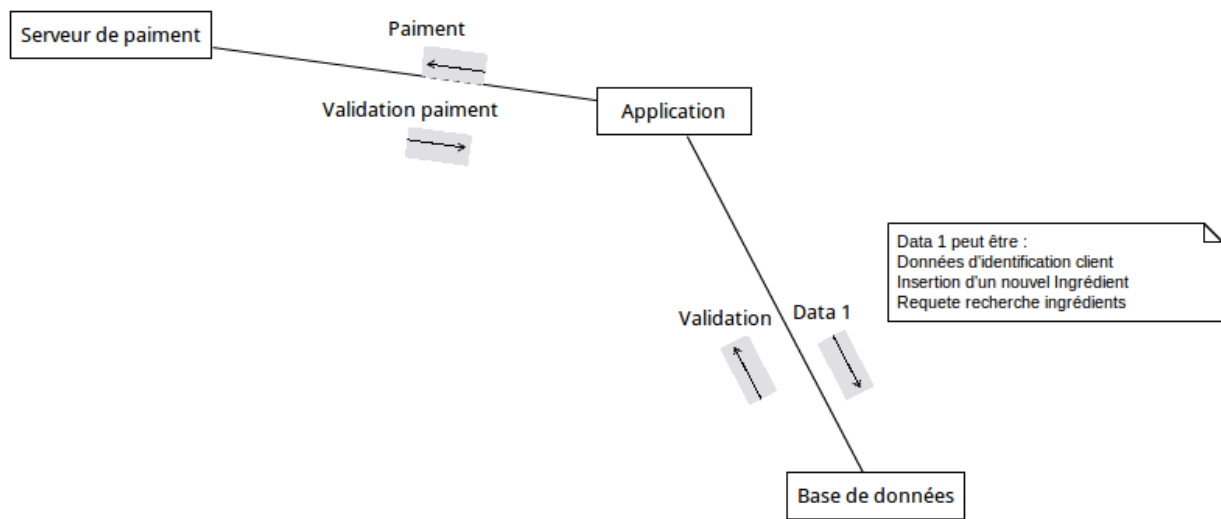 Serveur de paiment
Paiment
Validation paiment
Application
Data 1 peut être :
Données d'identification client
Insertion d'un nouvel Ingrédient
Requete recherche ingrédients
Validation
Data 1
Base de données